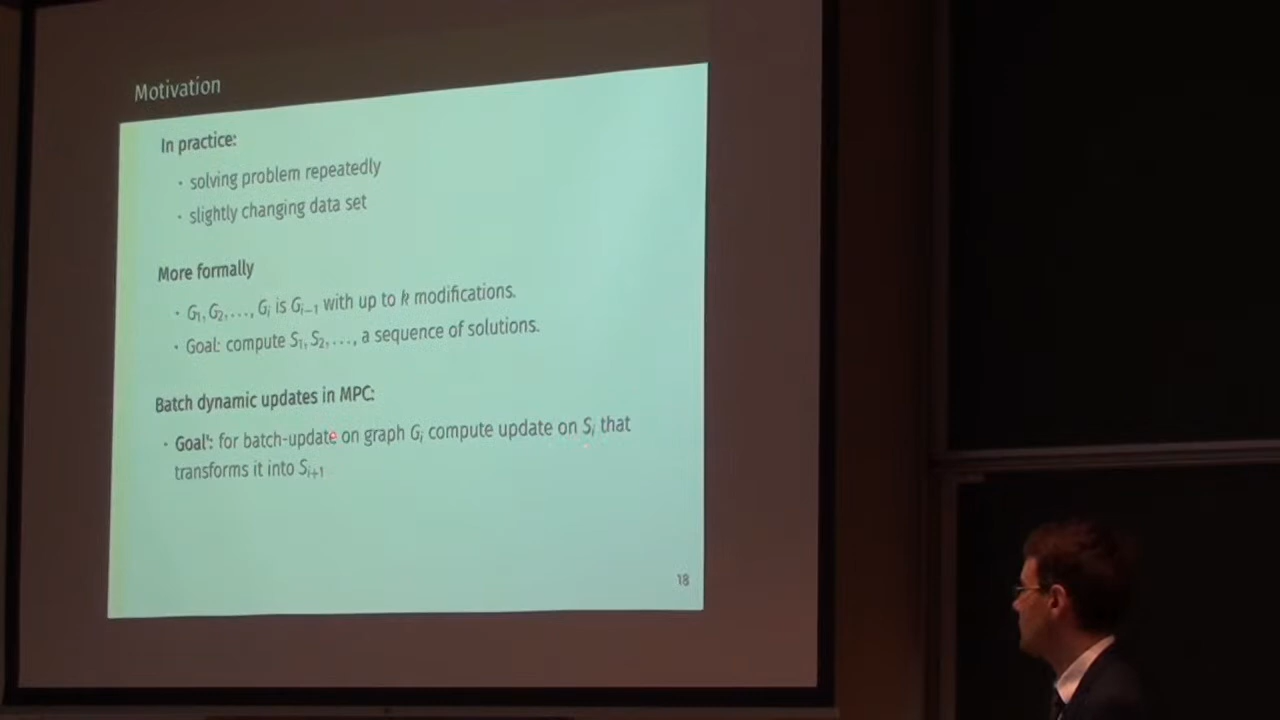 Motivation
In practice:
· solving problem repeatedly
· slightly changing data set
More formally
· G₁, G₂, …, Gᵢ is Gᵢ₋₁ with up to k modifications.
· Goal: compute S₁, S₂, …, a sequence of solutions.
Batch dynamic updates in MPC:
· Goal': for batch-update on graph Gᵢ compute update on Sᵢ that
transforms it into Sᵢ₊₁
18